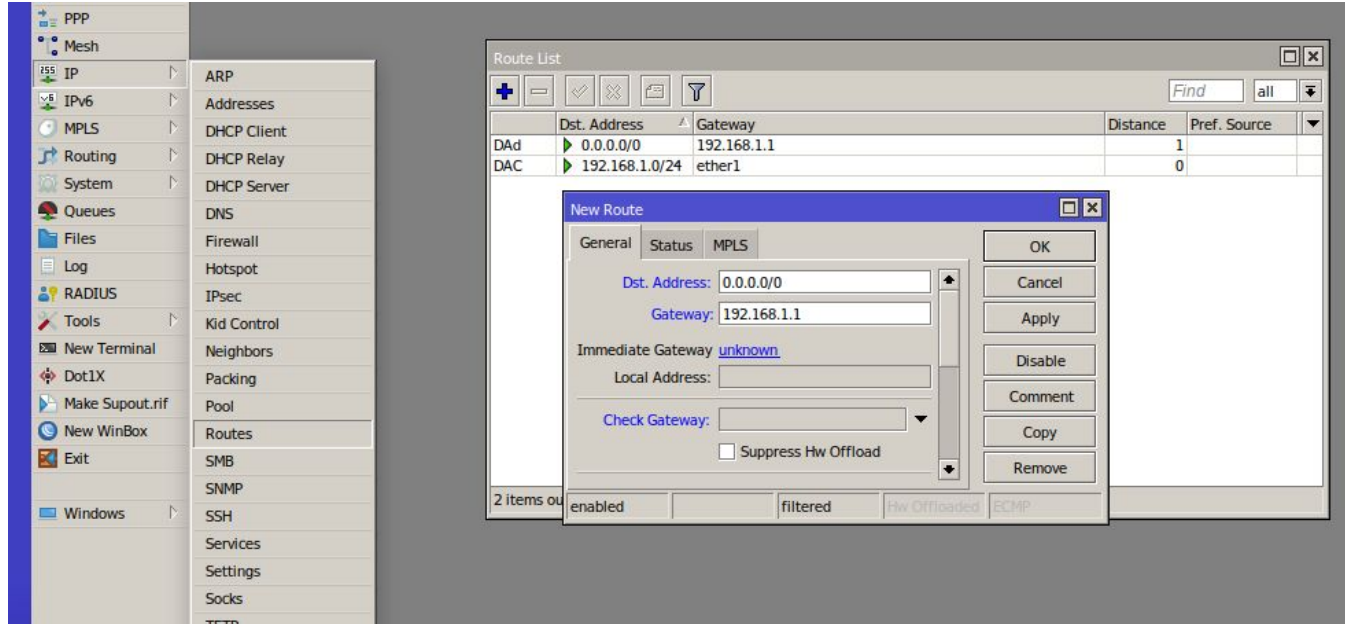 PPP
Mesh
IP
IPv6
MPLS
Routing
System
Queues
Files
Log
RADIUS
Tools
New Terminal
Dot1X
Make Supout.rif
New WinBox
Exit
Windows
ARP
Addresses
DHCP Client
DHCP Relay
DHCP Server
DNS
Firewall
Hotspot
IPsec
Kid Control
Neighbors
Packing
Pool
Routes
SMB
SNMP
SSH
Services
Settings
Socks
Route List
Find all
Dst. Address Gateway Distance Pref. Source
DAd 0.0.0.0/0 192.168.1.1 1
DAC 192.168.1.0/24 ether1 0
2 items ou
New Route
General Status MPLS
Dst. Address: 0.0.0.0/0
Gateway: 192.168.1.1
Immediate Gateway unknown
Local Address:
Check Gateway:
Suppress Hw Offload
OK
Cancel
Apply
Disable
Comment
Copy
Remove
enabled filtered Hw Offloaded ECMP